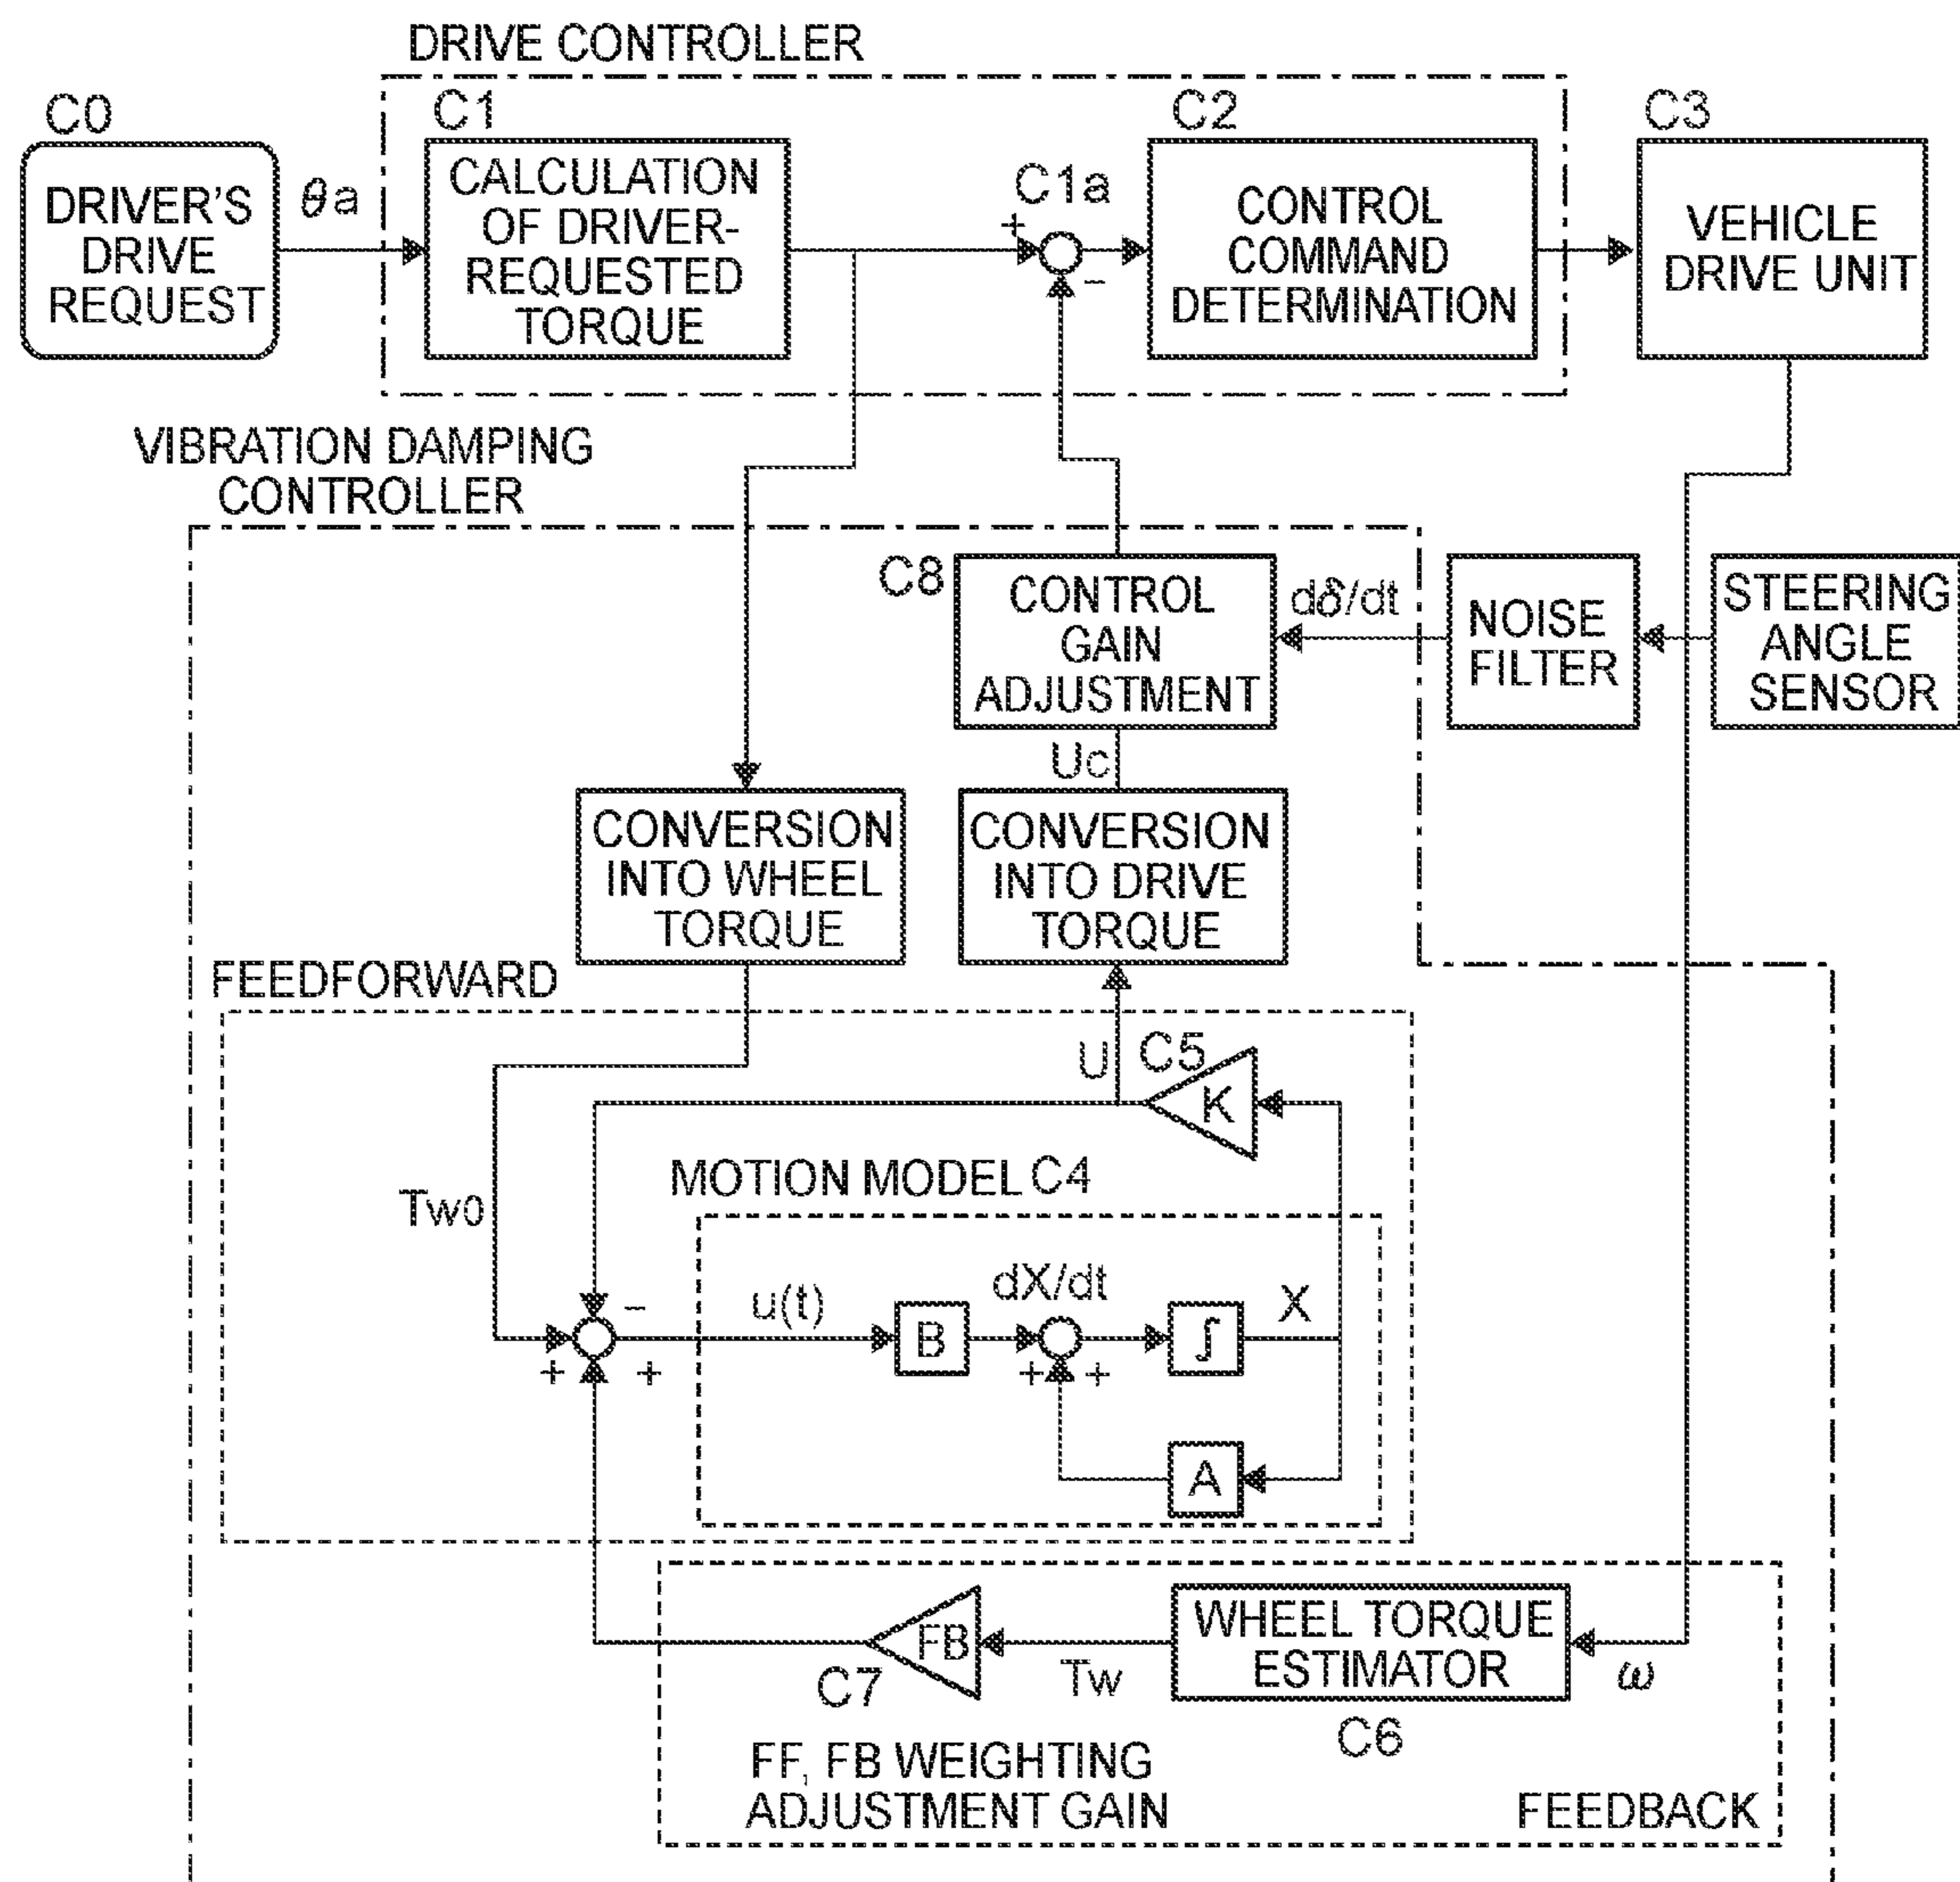 DRIVE CONTROLLER
C0
C1
C2
C3
DRIVER'S
DRIVE
REQUEST
θa
CALCULATION
OF DRIVER-
REQUESTED
TORQUE
C1a
+
-
CONTROL
COMMAND
DETERMINATION
VEHICLE
DRIVE UNIT
VIBRATION DAMPING
CONTROLLER
C8
CONTROL
GAIN
ADJUSTMENT
dδ/dt
NOISE
FILTER
STEERING
ANGLE
SENSOR
Uc
CONVERSION
INTO WHEEL
TORQUE
CONVERSION
INTO DRIVE
TORQUE
FEEDFORWARD
U
C5
K
MOTION MODEL C4
Tw0
-
+
+
u(t)
B
dX/dt
+
+
∫
X
A
FB
C7
Tw
WHEEL TORQUE
ESTIMATOR
C6
ω
FF, FB WEIGHTING
ADJUSTMENT GAIN
FEEDBACK